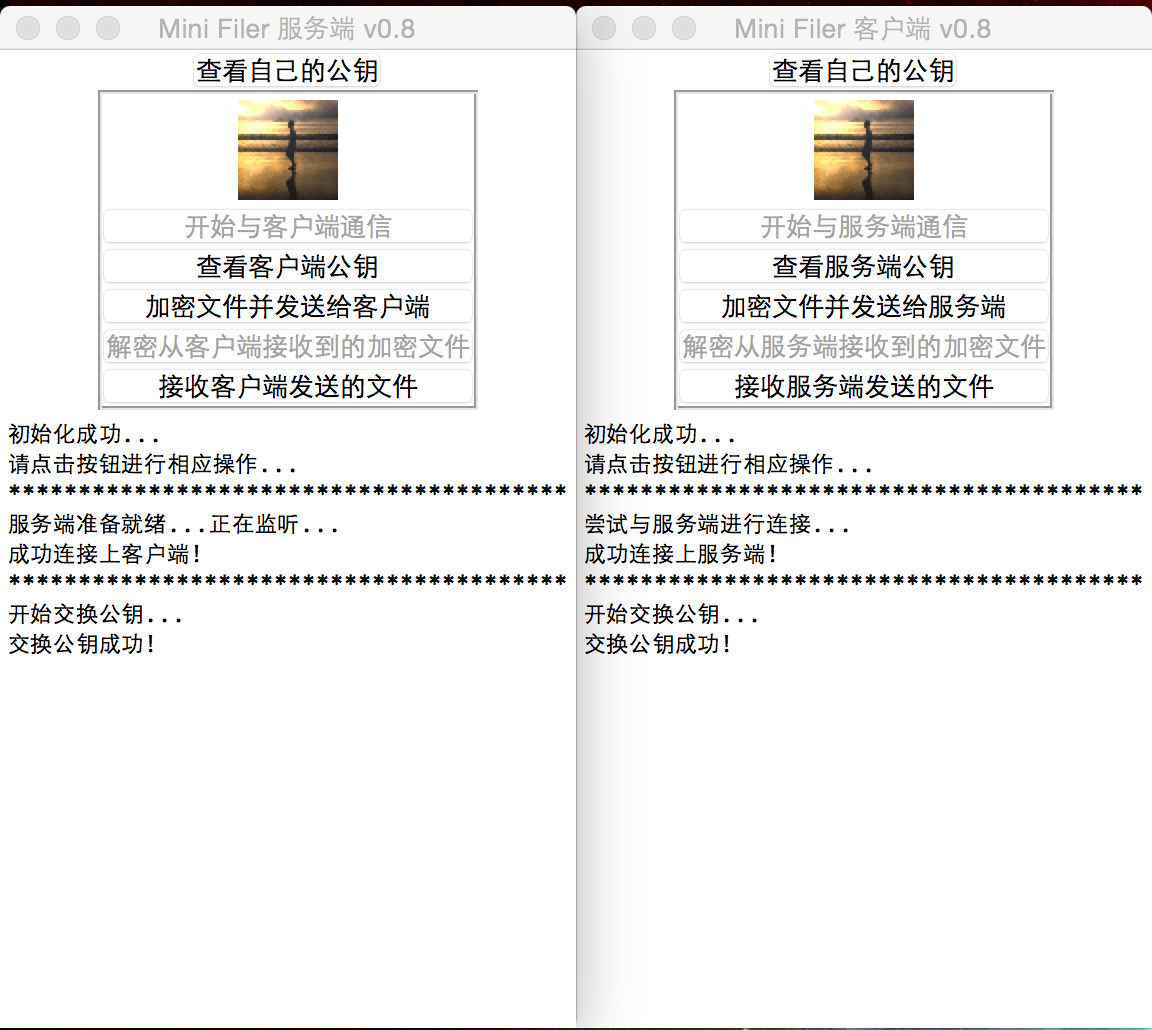 Mini Filer 服务端 v0.8
查看自己的公钥
开始与客户端通信
查看客户端公钥
加密文件并发送给客户端
解密从客户端接收到的加密文件
接收客户端发送的文件
初始化成功...
请点击按钮进行相应操作...
****************************************
服务端准备就绪...正在监听...
成功连接上客户端!
****************************************
开始交换公钥...
交换公钥成功!
Mini Filer 客户端 v0.8
查看自己的公钥
开始与服务端通信
查看服务端公钥
加密文件并发送给服务端
解密从服务端接收到的加密文件
接收服务端发送的文件
初始化成功...
请点击按钮进行相应操作...
****************************************
尝试与服务端进行连接...
成功连接上服务端!
****************************************
开始交换公钥...
交换公钥成功!